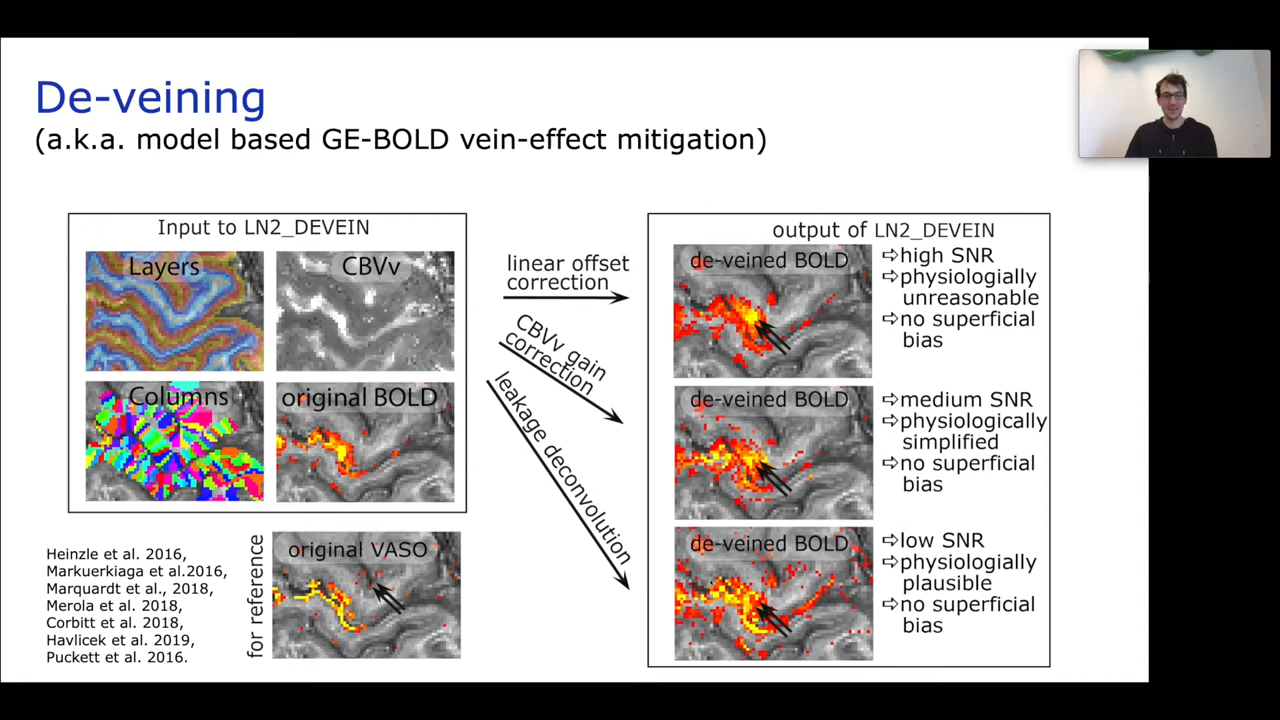 De-veining
(a.k.a. model based GE-BOLD vein-effect mitigation)
Input to LN2_DEVEIN
Layers
CBVv
Columns
original BOLD
for reference
original VASO
Heinzle et al. 2016,
Markuerkiaga et al.2016,
Marquardt et al., 2018,
Merola et al. 2018,
Corbitt et al. 2018,
Havlicek et al. 2019,
Puckett et al. 2016.
linear offset
correction
CBVv gain
correction
leakage deconvolution
output of LN2_DEVEIN
de-veined BOLD
⇨high SNR
⇨physiologially
unreasonable
⇨no superficial
bias
de-veined BOLD
⇨medium SNR
⇨physiologically
simplified
⇨no superficial
bias
de-veined BOLD
⇨low SNR
⇨physiologially
plausible
⇨no superficial
bias